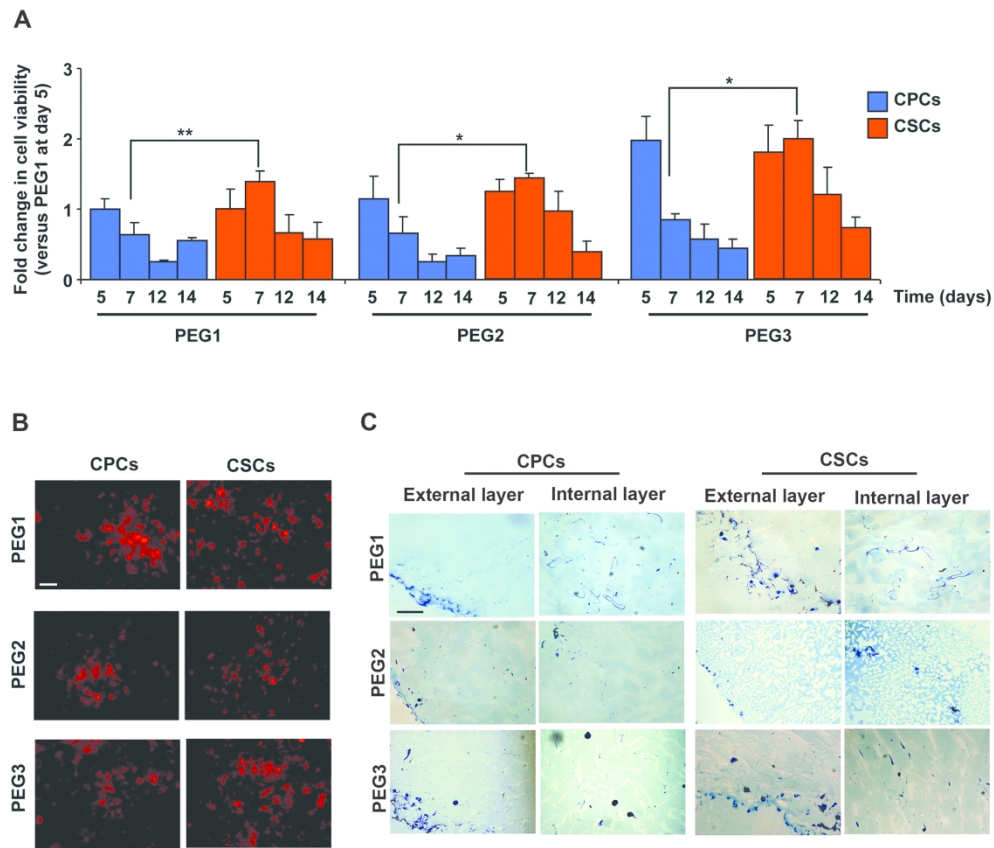 A
Fold change in cell viability
(versus PEG1 at day 5)
3
2
1
0
**
*
*
CPCs
CSCs
5 7 12 14 5 7 12 14 5 7 12 14 5 7 12 14 5 7 12 14 5 7 12 14 Time (days)
PEG1 PEG2 PEG3
B
CPCs CSCs
PEG1
PEG2
PEG3
C
CPCs CSCs
External layer Internal layer External layer Internal layer
PEG1
PEG2
PEG3